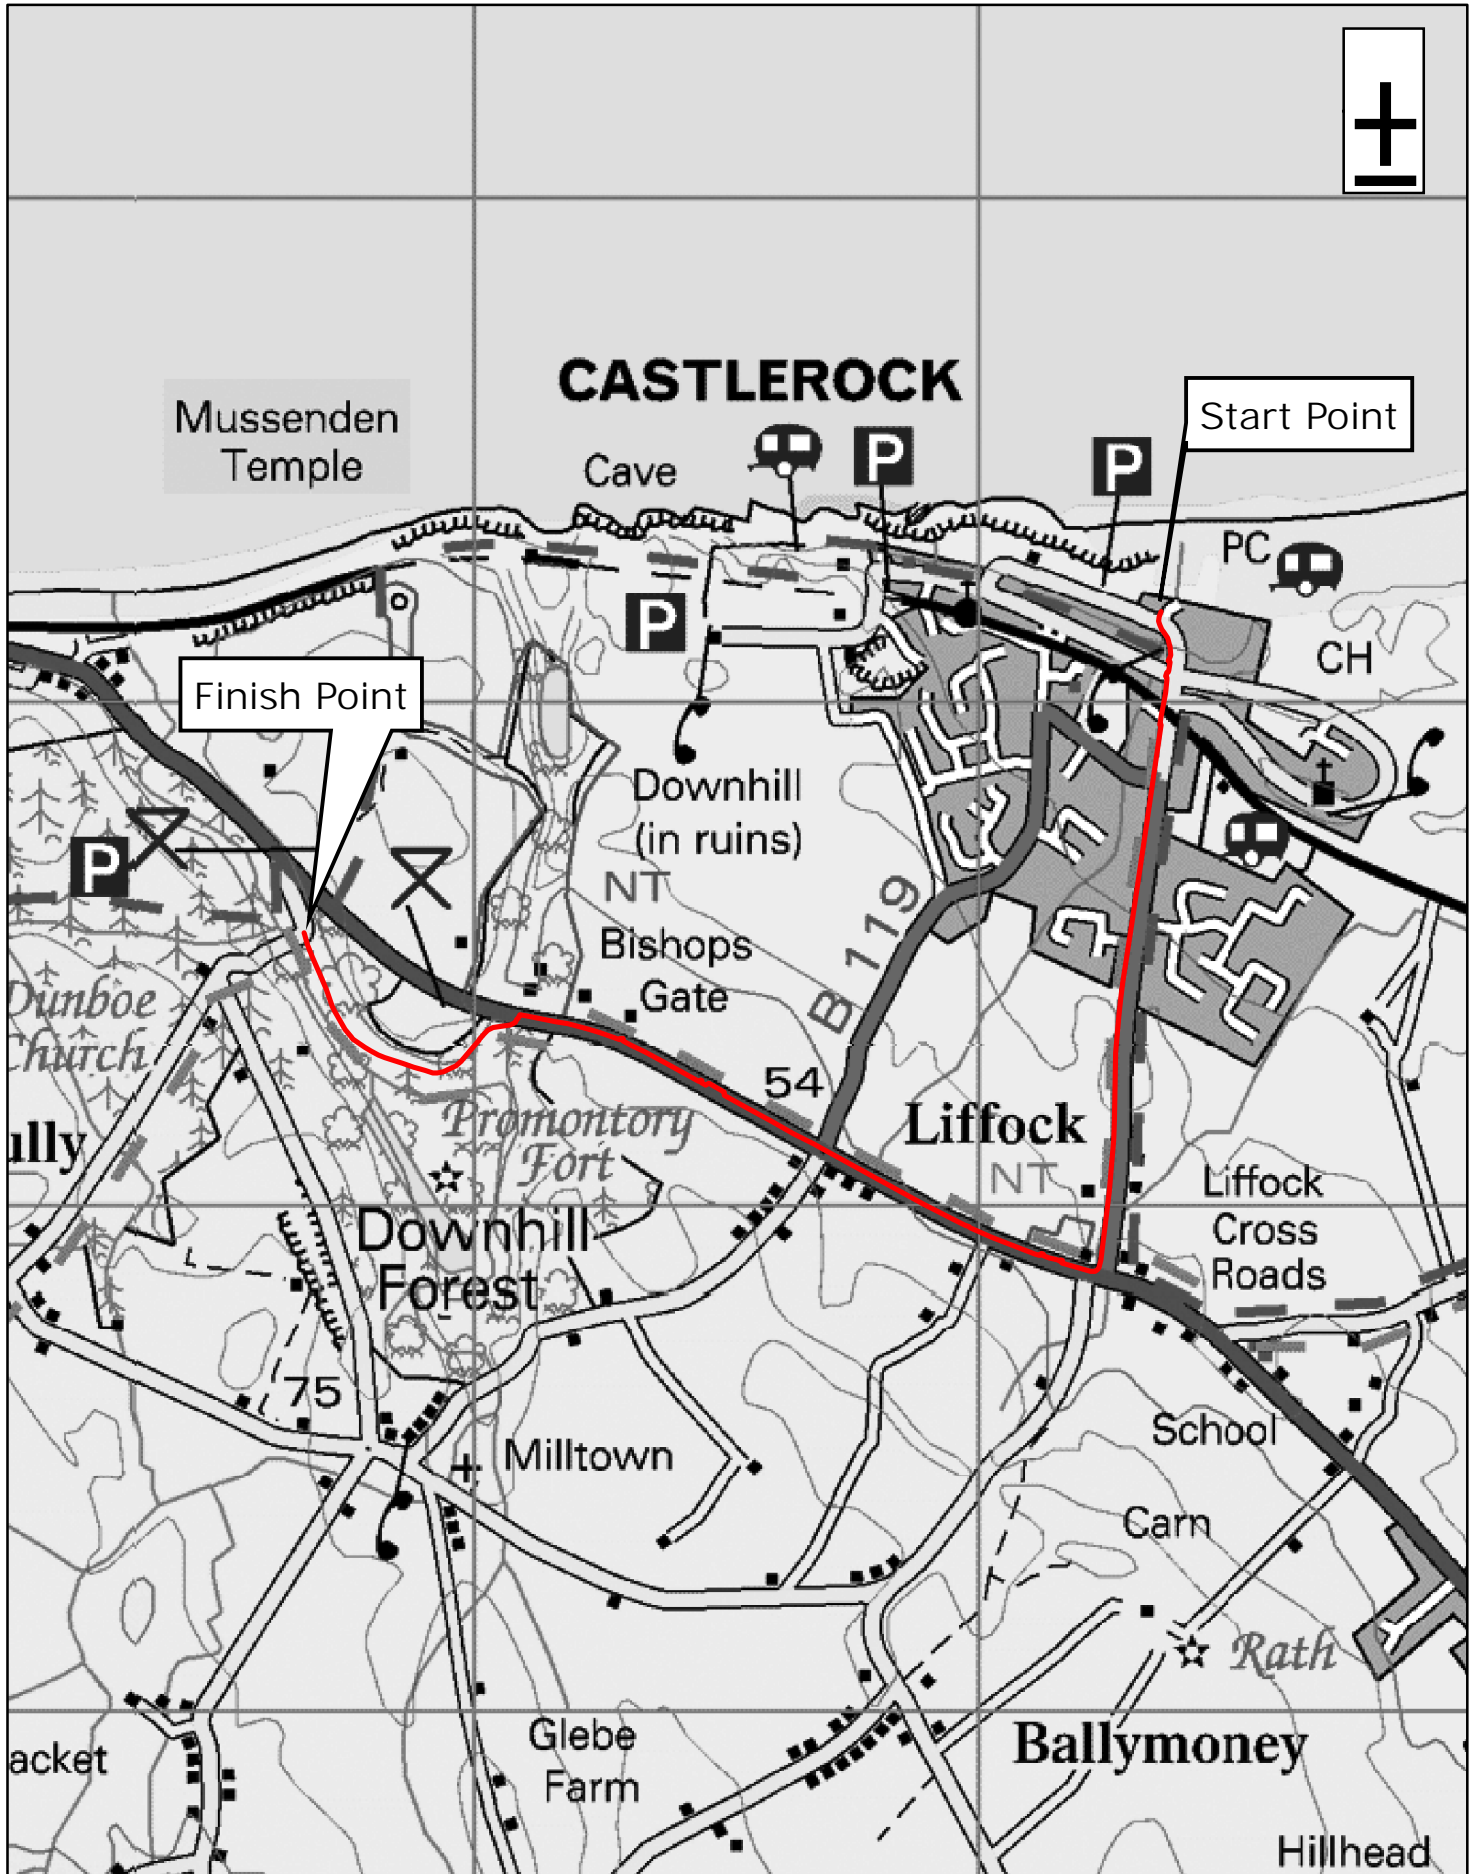 CASTLEROCK
Mussenden
Temple
Cave
P
P
Start Point
PC
P
CH
Finish Point
Downhill
(in ruins)
NT
P
B 119
Bishops
Gate
Dunboe
Church
54
Promontory
Fort
Liffock
NT
ully
Liffock
Cross
Roads
Downhill
Forest
75
Milltown
School
Carn
Rath
Glebe
Farm
Ballymoney
acket
Hillhead